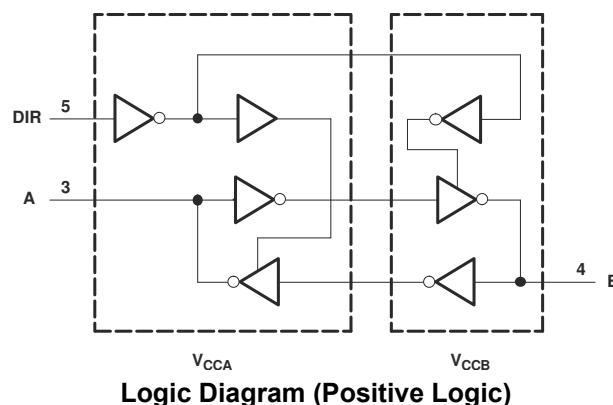 DIR 5
A 3
4 B
VCCA VCCB
Logic Diagram (Positive Logic)